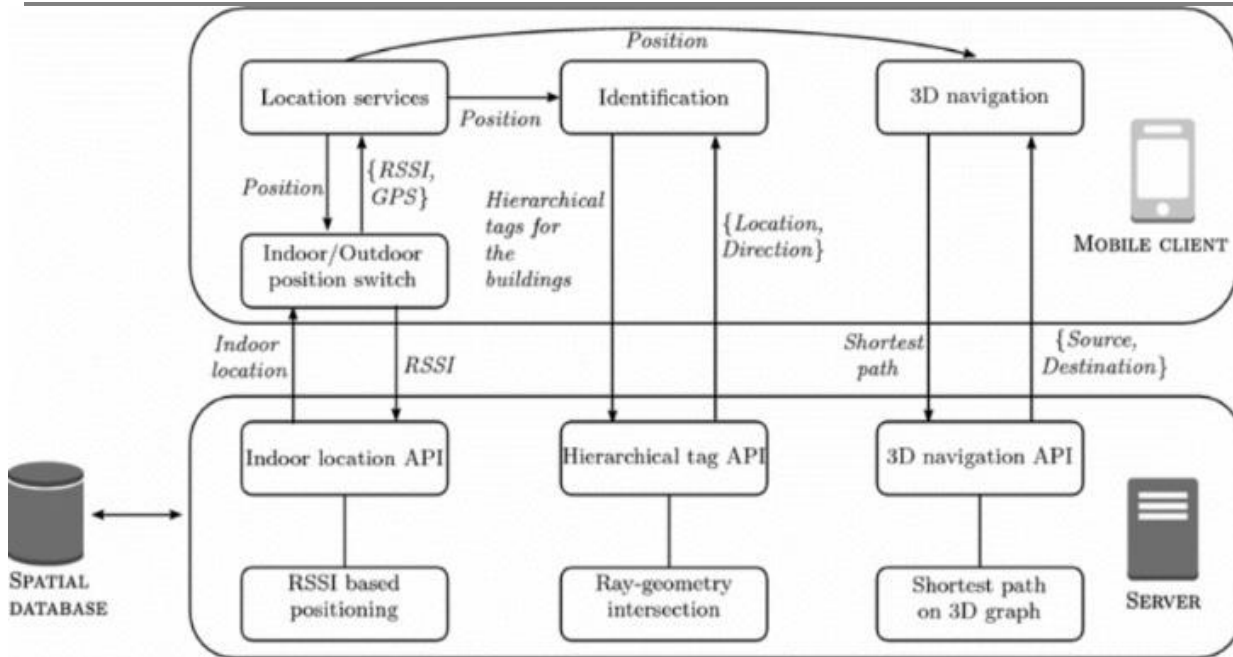 Position
Location services
Identification
3D navigation
Position
Position
{RSSI,
GPS}
Hierarchical
tags for
the
buildings
{Location,
Direction}
MOBILE CLIENT
Indoor/Outdoor
position switch
Indoor
location
RSSI
Shortest
path
{Source,
Destination}
Indoor location API
Hierarchical tag API
3D navigation API
SPATIAL
DATABASE
RSSI based
positioning
Ray-geometry
intersection
Shortest path
on 3D graph
SERVER